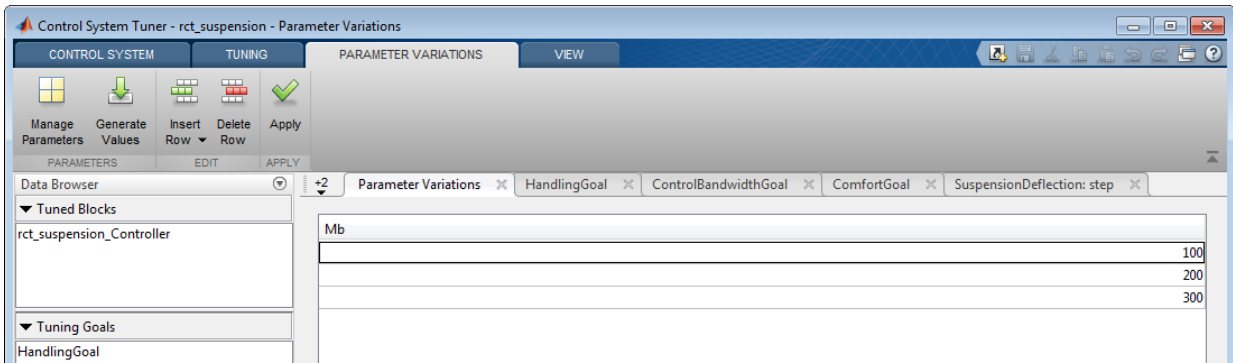 Control System Tuner - rct_suspension - Parameter Variations
CONTROL SYSTEM TUNING PARAMETER VARIATIONS VIEW
Manage Parameters Generate Values Insert Row Delete Row Apply
PARAMETERS EDIT APPLY
Data Browser
+2 Parameter Variations HandlingGoal ControlBandwidthGoal ComfortGoal SuspensionDeflection: step
Tuned Blocks
rct_suspension_Controller
Mb
100
200
300
Tuning Goals
HandlingGoal